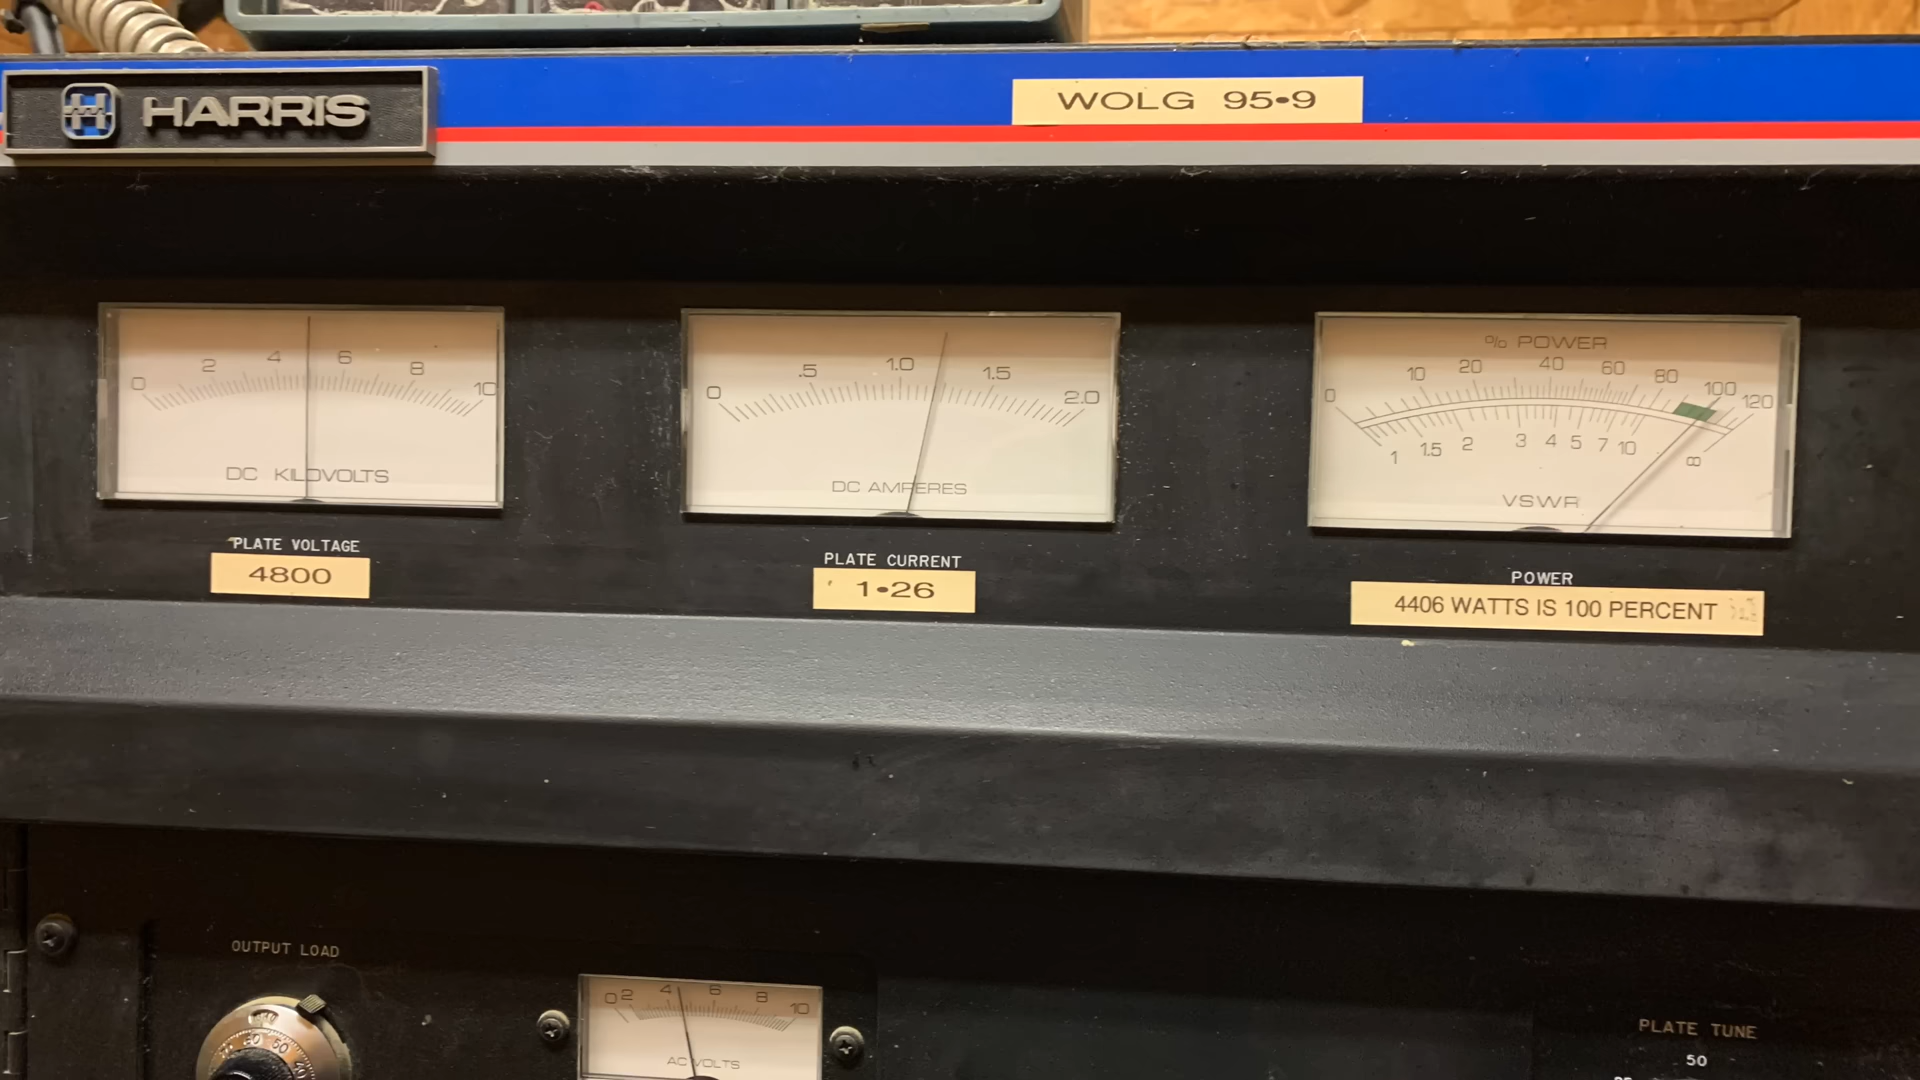 HARRIS
WOLG 95•9
0 2 4 6 8 10
DC KILOVOLTS
PLATE VOLTAGE
4800
0 .5 1.0 1.5 2.0
DC AMPERES
PLATE CURRENT
1•26
% POWER
0 10 20 40 60 80 100 120
1 1.5 2 3 4 5 7 10 ∞
VSWR
POWER
4406 WATTS IS 100 PERCENT
OUTPUT LOAD
0 2 4 6 8 10
AC VOLTS
PLATE TUNE
50